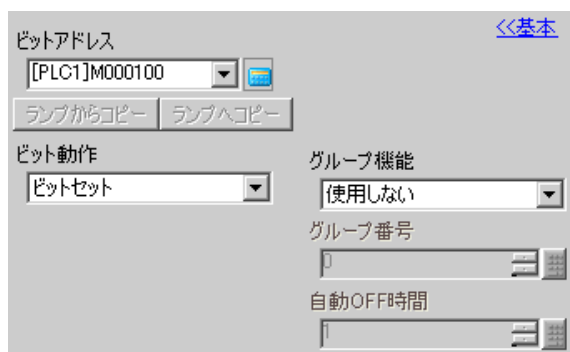 <<基本
ビットアドレス
[PLC1]M000100
ランプからコピー ランプへコピー
ビット動作
ビットセット
グループ機能
使用しない
グループ番号
0
自動OFF時間
1